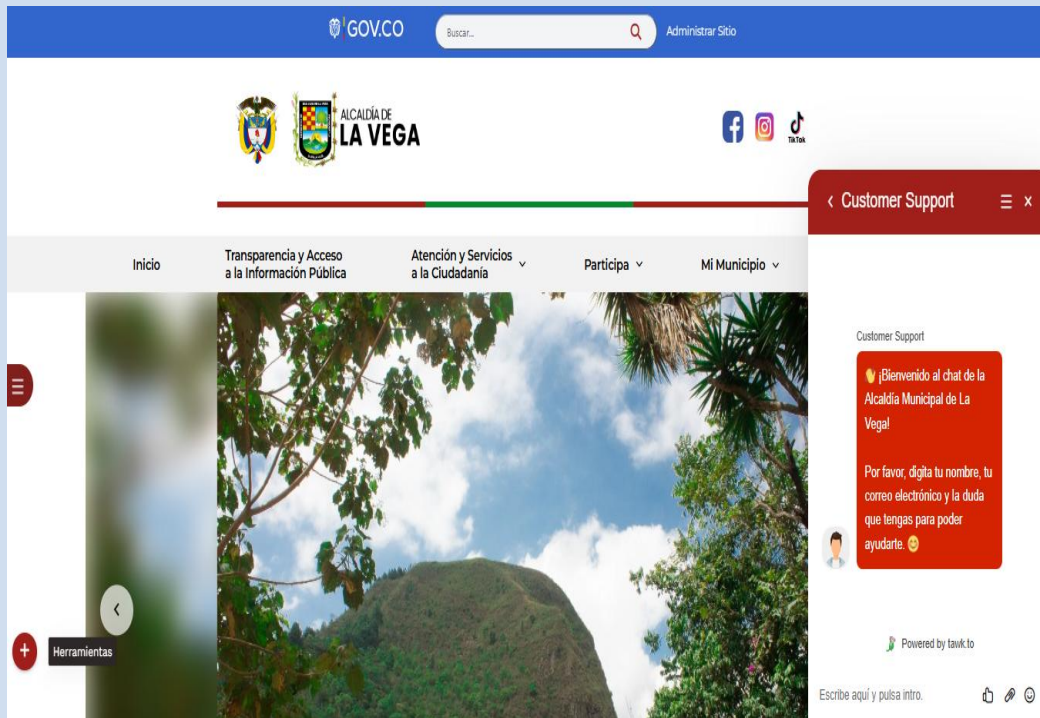 GOV.CO
Buscar...
Administrar Sitio
ALCALDÍA DE
LA VEGA
TikTok
Customer Support
Inicio
Transparencia y Acceso
a la Información Pública
Atención y Servicios
a la Ciudadanía
Participa
Mi Municipio
Customer Support
👋 ¡Bienvenido al chat de la
Alcaldía Municipal de La
Vega!
Por favor, digita tu nombre, tu
correo electrónico y la duda
que tengas para poder
ayudarte. 😊
Herramientas
Powered by tawk.to
Escribe aquí y pulsa intro.